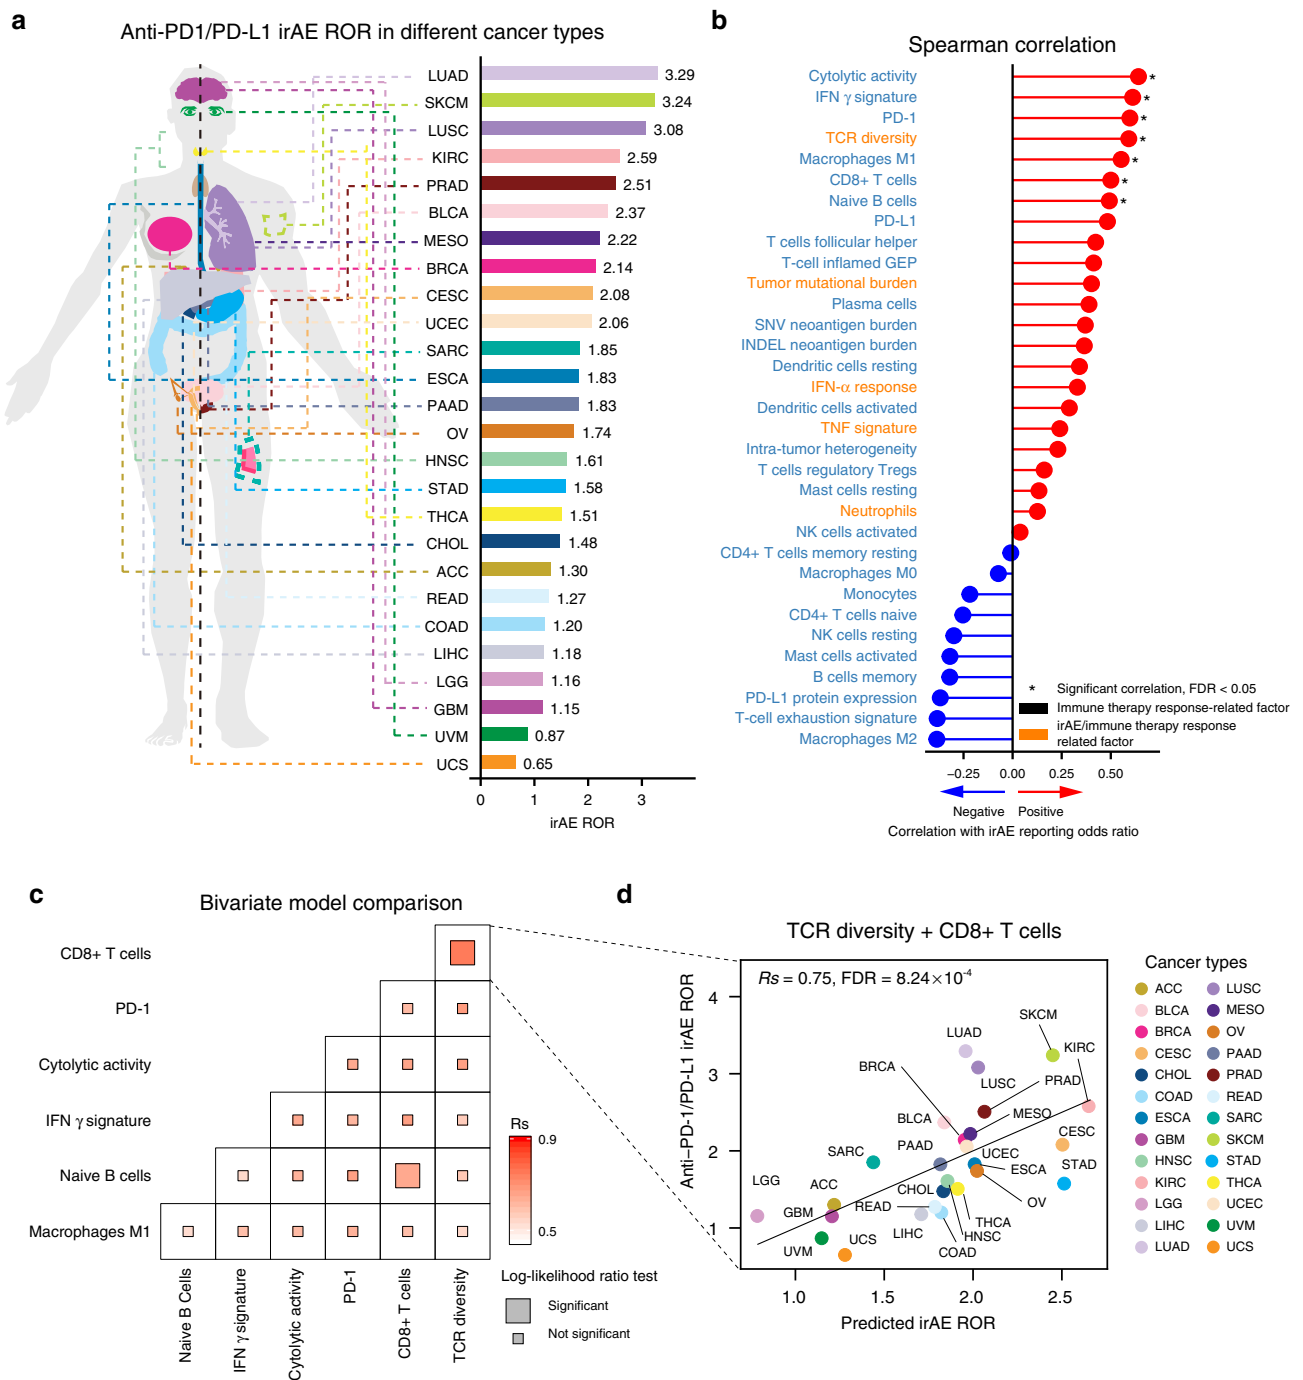 a
Anti-PD1/PD-L1 irAE ROR in different cancer types
LUAD 3.29
SKCM 3.24
LUSC 3.08
KIRC 2.59
PRAD 2.51
BLCA 2.37
MESO 2.22
BRCA 2.14
CESC 2.08
UCEC 2.06
SARC 1.85
ESCA 1.83
PAAD 1.83
OV 1.74
HNSC 1.61
STAD 1.58
THCA 1.51
CHOL 1.48
ACC 1.30
READ 1.27
COAD 1.20
LIHC 1.18
LGG 1.16
GBM 1.15
UVM 0.87
UCS 0.65
0 1 2 3
irAE ROR
b
Spearman correlation
Cytolytic activity *
IFN γ signature *
PD-1 *
TCR diversity *
Macrophages M1 *
CD8+ T cells *
Naive B cells *
PD-L1
T cells follicular helper
T-cell inflamed GEP
Tumor mutational burden
Plasma cells
SNV neoantigen burden
INDEL neoantigen burden
Dendritic cells resting
IFN-α response
Dendritic cells activated
TNF signature
Intra-tumor heterogeneity
T cells regulatory Tregs
Mast cells resting
Neutrophils
NK cells activated
CD4+ T cells memory resting
Macrophages M0
Monocytes
CD4+ T cells naive
NK cells resting
Mast cells activated
B cells memory
PD-L1 protein expression
T-cell exhaustion signature
Macrophages M2
* Significant correlation, FDR < 0.05
Immune therapy response-related factor
irAE/immune therapy response
related factor
−0.25 0.00 0.25 0.50
Negative Positive
Correlation with irAE reporting odds ratio
c
Bivariate model comparison
CD8+ T cells
PD-1
Cytolytic activity
IFN γ signature
Naive B cells
Macrophages M1
Naive B Cells
IFN γ signature
Cytolytic activity
PD-1
CD8+ T cells
TCR diversity
Rs
0.9
0.5
Log-likelihood ratio test
Significant
Not significant
d
TCR diversity + CD8+ T cells
Rs = 0.75, FDR = 8.24×10-4
Anti−PD-1/PD-L1 irAE ROR
4
3
2
1
SKCM
KIRC
LUAD
BRCA
LUSC
PRAD
BLCA
MESO
CESC
PAAD
SARC
UCEC
ESCA
STAD
LGG
ACC
CHOL
OV
GBM
READ
THCA
LIHC
HNSC
UVM
UCS
COAD
1.0 1.5 2.0 2.5
Predicted irAE ROR
Cancer types
ACC LUSC
BLCA MESO
BRCA OV
CESC PAAD
CHOL PRAD
COAD READ
ESCA SARC
GBM SKCM
HNSC STAD
KIRC THCA
LGG UCEC
LIHC UVM
LUAD UCS